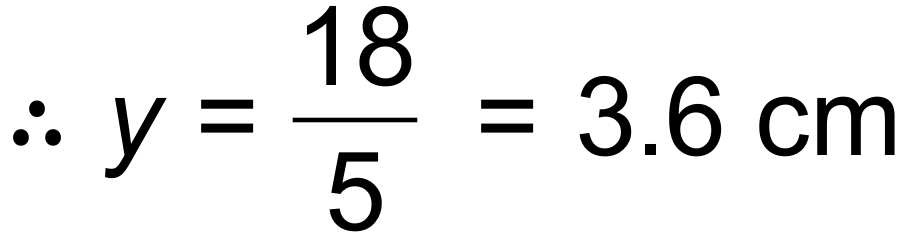 ∴ y = 18/5 = 3.6 cm